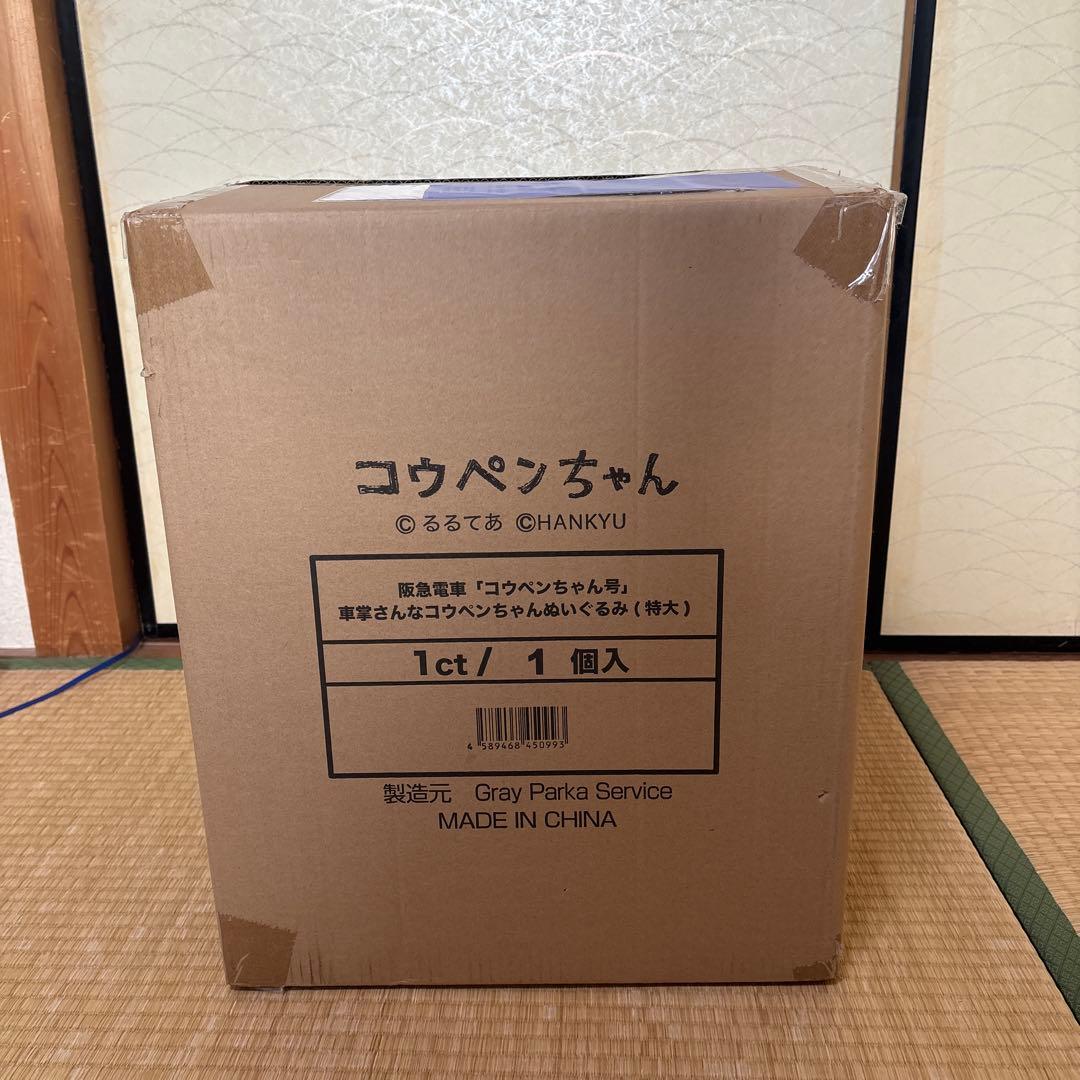 コウペンちゃん
©るるてあ ©HANKYU
阪急電車「コウペンちゃん号」
車掌さんなコウペンちゃんぬいぐるみ(特大)
1ct / 1 個入
4 589468 450993
製造元 Gray Parka Service
MADE IN CHINA